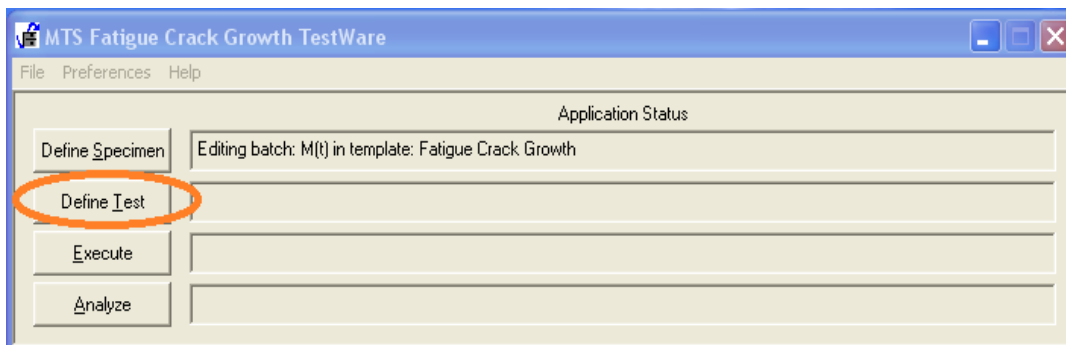 MTS Fatigue Crack Growth TestWare
File Preferences Help
Application Status
Define Specimen Editing batch: M(t) in template: Fatigue Crack Growth
Define Test
Execute
Analyze